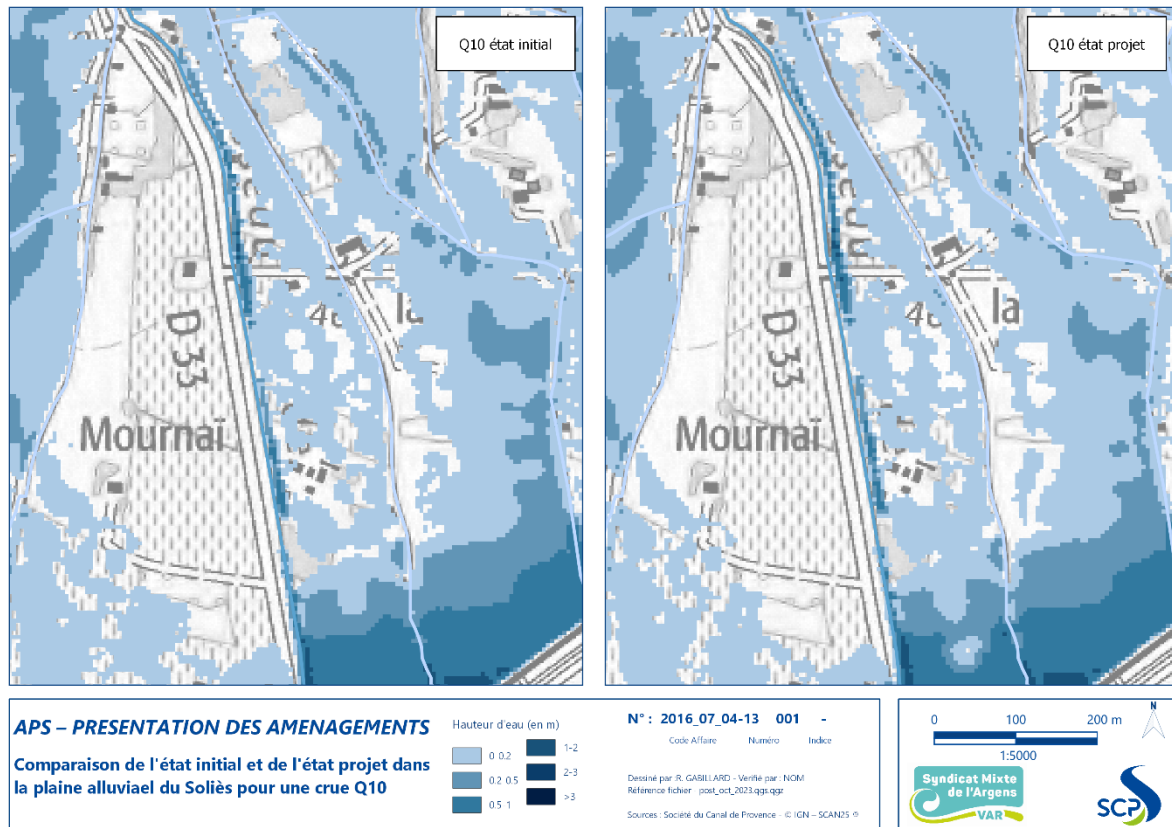 Q10 état initial
Q10 état projet
D 33
4
la
Mournaï
D 33
la
Mournaï
APS – PRESENTATION DES AMENAGEMENTS
Comparaison de l'état initial et de l'état projet dans
la plaine alluviael du Soliès pour une crue Q10
Hauteur d'eau (en m)
0 0.2
0.2 0.5
0.5 1
1-2
2-3
>3
N° : 2016_07_04-13 001 -
Code Affaire Numéro Indice
Dessiné par :R. GABILLARD - Verifié par : NOM
Référence fichier post_oct_2023.qgs.qgz
Sources : Société du Canal de Provence - © IGN – SCAN25 ®
0 100 200 m
1:5000
N
Syndicat Mixte
de l'Argens
VAR
SCP